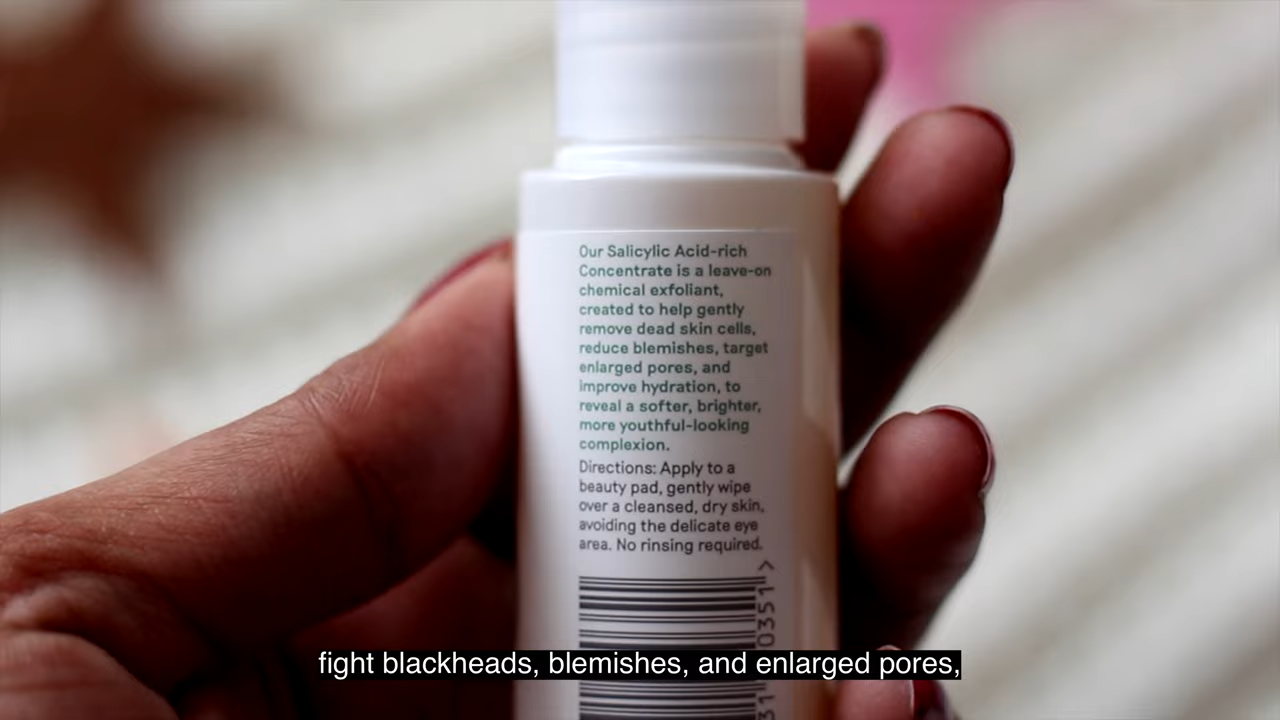 Our Salicylic Acid-rich
Concentrate is a leave-on
chemical exfoliant,
created to help gently
remove dead skin cells,
reduce blemishes, target
enlarged pores, and
improve hydration, to
reveal a softer, brighter,
more youthful-looking
complexion.
Directions: Apply to a
beauty pad, gently wipe
over a cleansed, dry skin,
avoiding the delicate eye
area. No rinsing required.
0351 >
fight blackheads, blemishes, and enlarged pores,